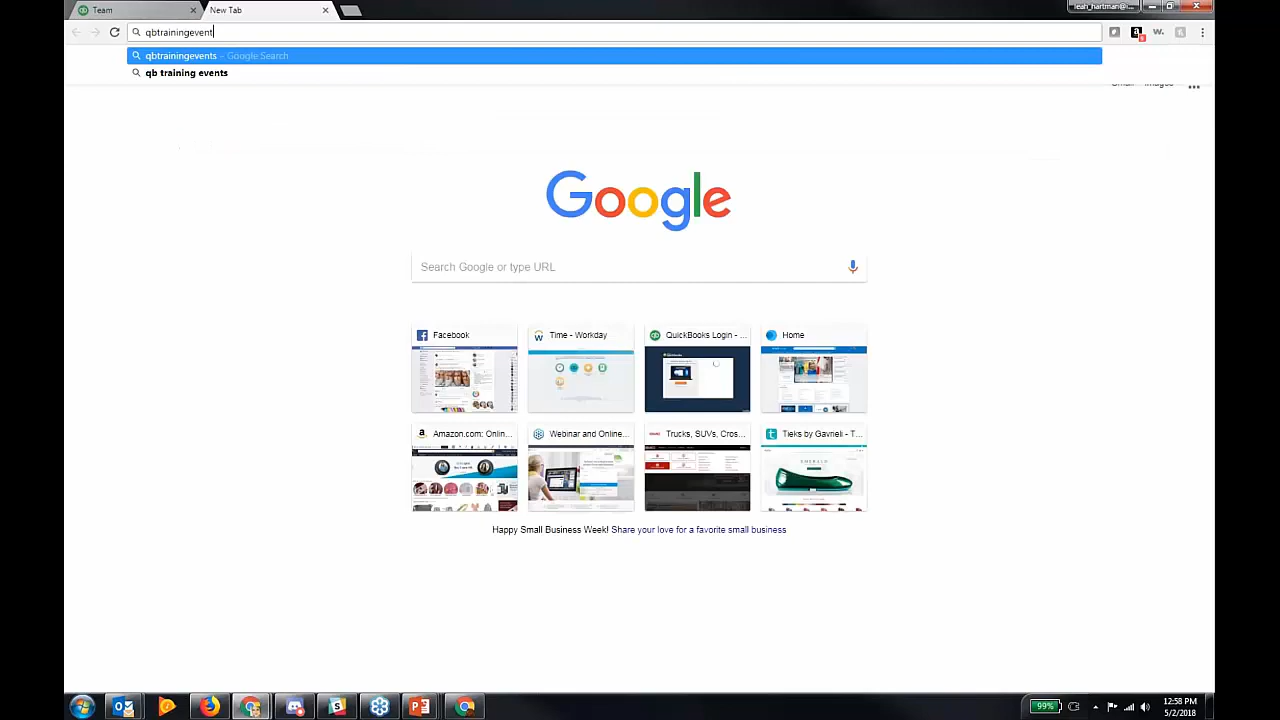 Team
New Tab
leah_hartman@i...
qbtrainingevent
qbtrainingevents – Google Search
qb training events
Google
Search Google or type URL
Facebook
Time - Workday
QuickBooks Login - ...
Home
Amazon.com: Onlin...
Webinar and Online...
Trucks, SUVs, Cros...
Tieks by Gavrieli - T...
Happy Small Business Week! Share your love for a favorite small business
99%
12:58 PM
5/2/2018